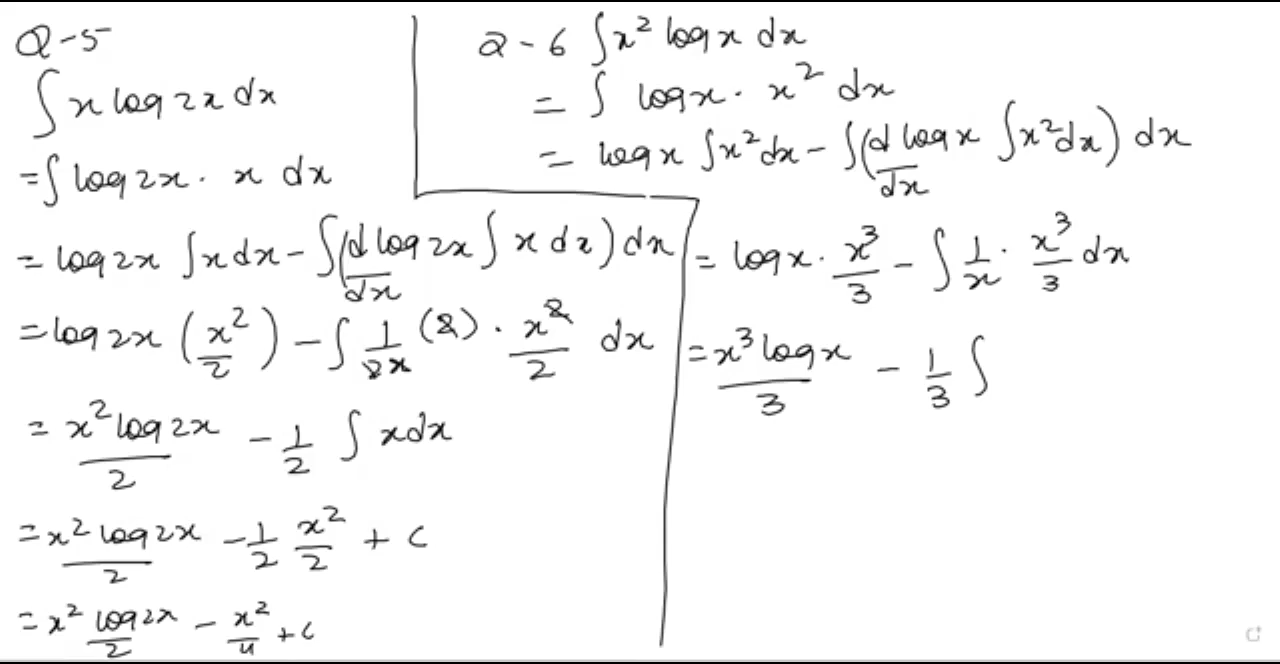 Q-5
∫ x log 2x dx
= ∫ log 2x · x dx
= log 2x ∫ x dx - ∫ (d/dx log 2x ∫ x dx) dx
= log 2x (x²/2) - ∫ 1/2x (2) · x²/2 dx
= x² log 2x/2 - 1/2 ∫ x dx
= x² log 2x/2 - 1/2 x²/2 + c
= x² log 2x/2 - x²/4 + c
Q-6 ∫ x² log x dx
= ∫ log x · x² dx
= log x ∫ x² dx - ∫ (d/dx log x ∫ x² dx) dx
= log x · x³/3 - ∫ 1/x · x³/3 dx
= x³ log x/3 - 1/3 ∫